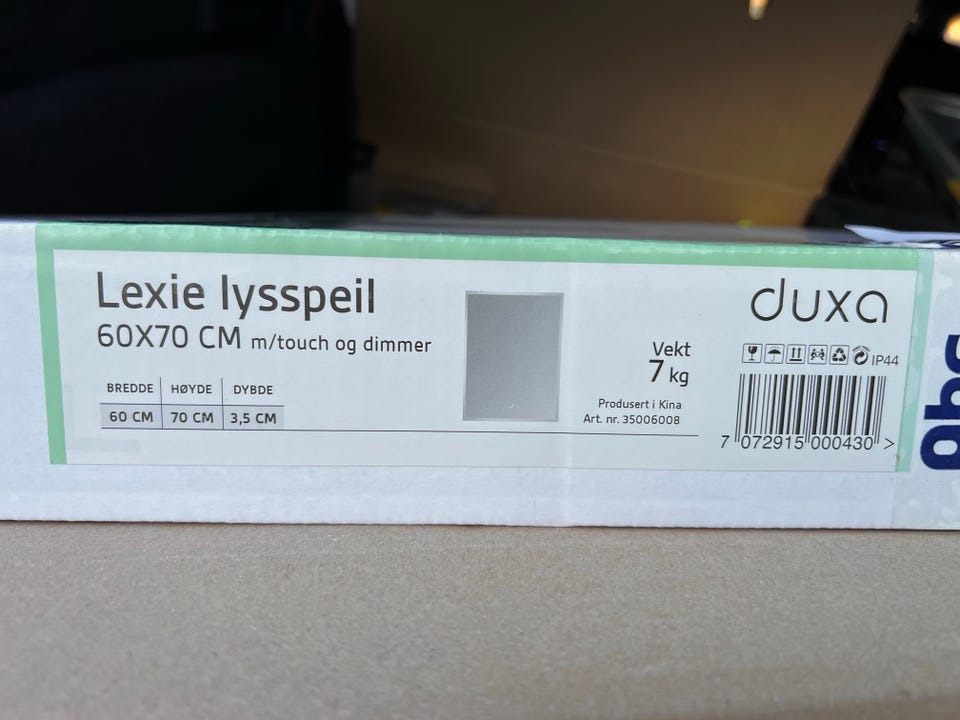 Lexie lysspeil
60X70 CM m/touch og dimmer
BREDDE HØYDE DYBDE
60 CM 70 CM 3,5 CM
Vekt
7 kg
Produsert i Kina
Art. nr. 35006008
duxa
IP44
7 072915 000430 >